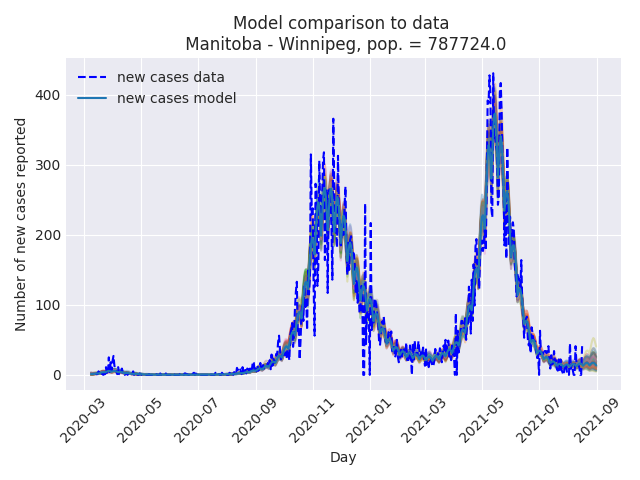 Model comparison to data
Manitoba - Winnipeg, pop. = 787724.0
new cases data
new cases model
Number of new cases reported
400
300
200
100
0
2020-03
2020-05
2020-07
2020-09
2020-11
2021-01
2021-03
2021-05
2021-07
2021-09
Day